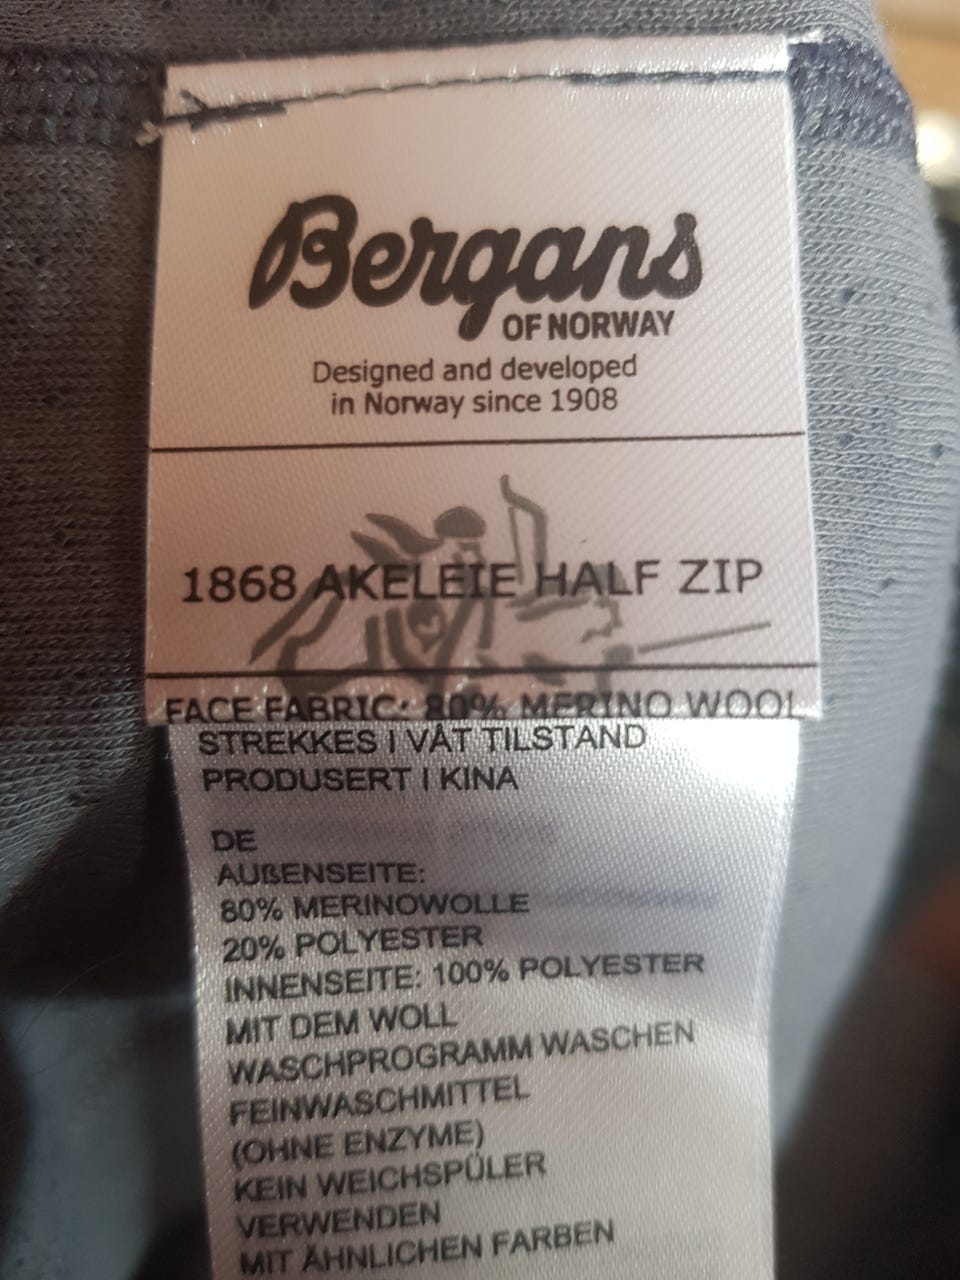 Bergans
OF NORWAY
Designed and developed
in Norway since 1908
1868 AKELEIE HALF ZIP
FACE FABRIC: 80% MERINO WOOL
STREKKES I VÅT TILSTAND
PRODUSERT I KINA
DE
AUßENSEITE:
80% MERINOWOLLE
20% POLYESTER
INNENSEITE: 100% POLYESTER
MIT DEM WOLL
WASCHPROGRAMM WASCHEN
FEINWASCHMITTEL
(OHNE ENZYME)
KEIN WEICHSPÜLER
VERWENDEN
MIT ÄHNLICHEN FARBEN